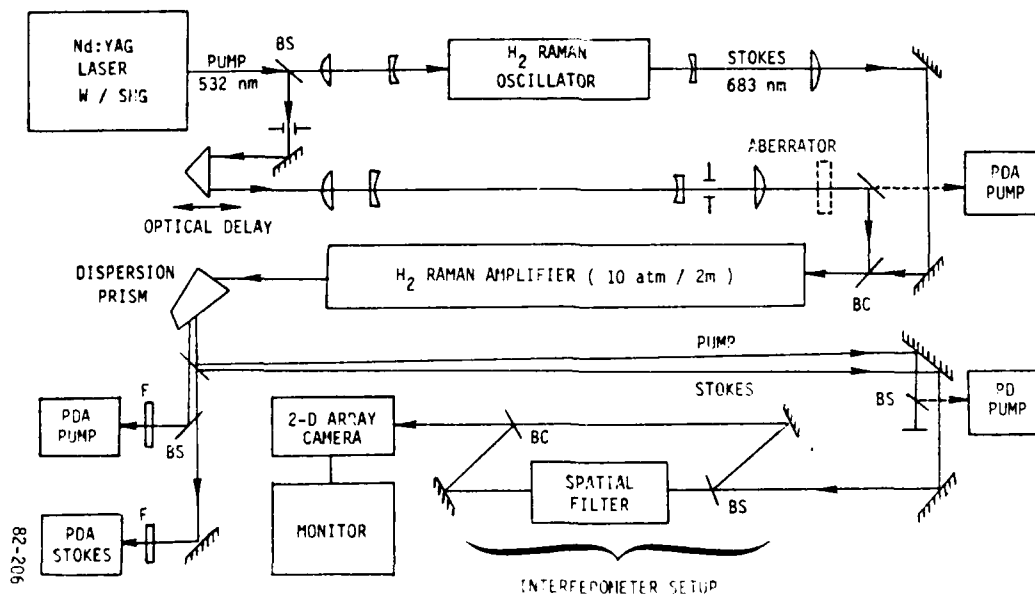 Nd:YAG
LASER
W / SHG
PUMP
532 nm
BS
H2 RAMAN
OSCILLATOR
STOKES
683 nm
ABERRATOR
PDA
PUMP
OPTICAL DELAY
DISPERSION
PRISM
H2 RAMAN AMPLIFIER ( 10 atm / 2m )
BC
PUMP
STOKES
BS
PD
PUMP
PDA
PUMP
F
BS
2-D ARRAY
CAMERA
BC
SPATIAL
FILTER
BS
MONITOR
PDA
STOKES
F
82-206
INTERFEROMETER SETUP